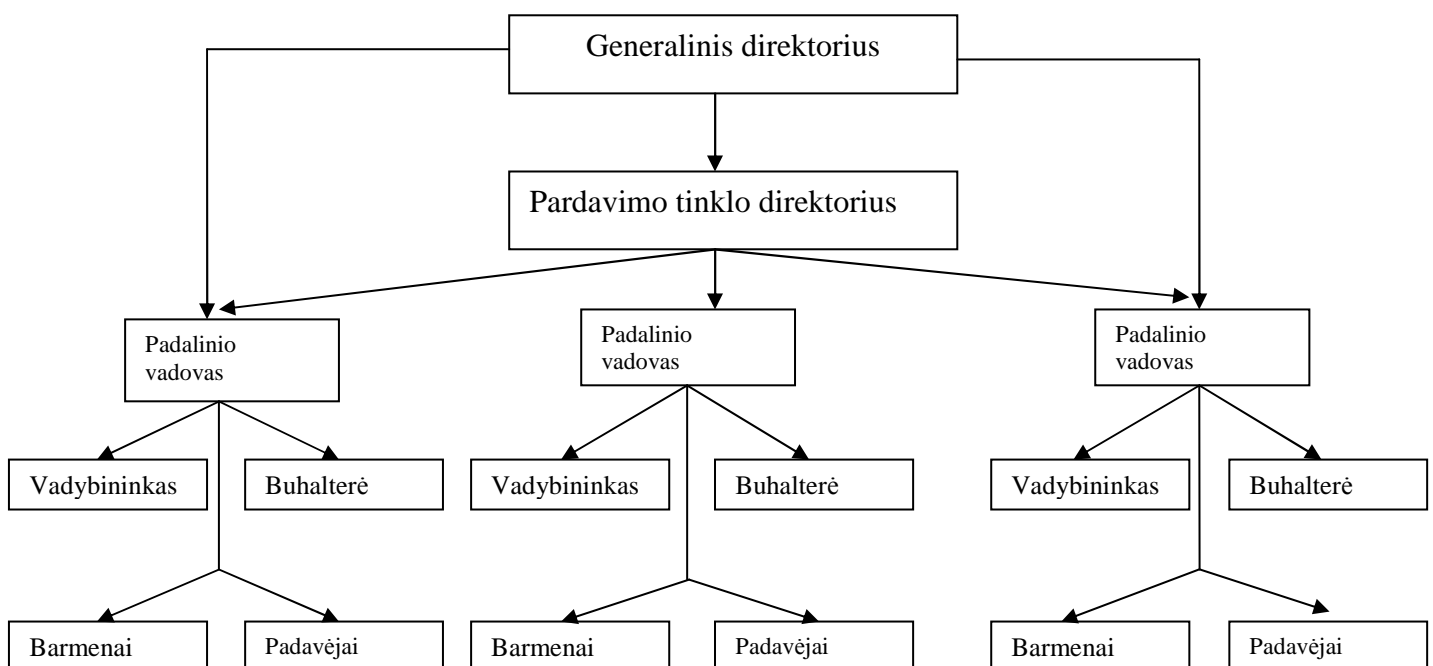 Generalinis direktorius
Pardavimo tinklo direktorius
Padalinio
vadovas
Padalinio
vadovas
Padalinio
vadovas
Vadybininkas
Buhalterė
Vadybininkas
Buhalterė
Vadybininkas
Buhalterė
Barmenai
Padavėjai
Barmenai
Padavėjai
Barmenai
Padavėjai